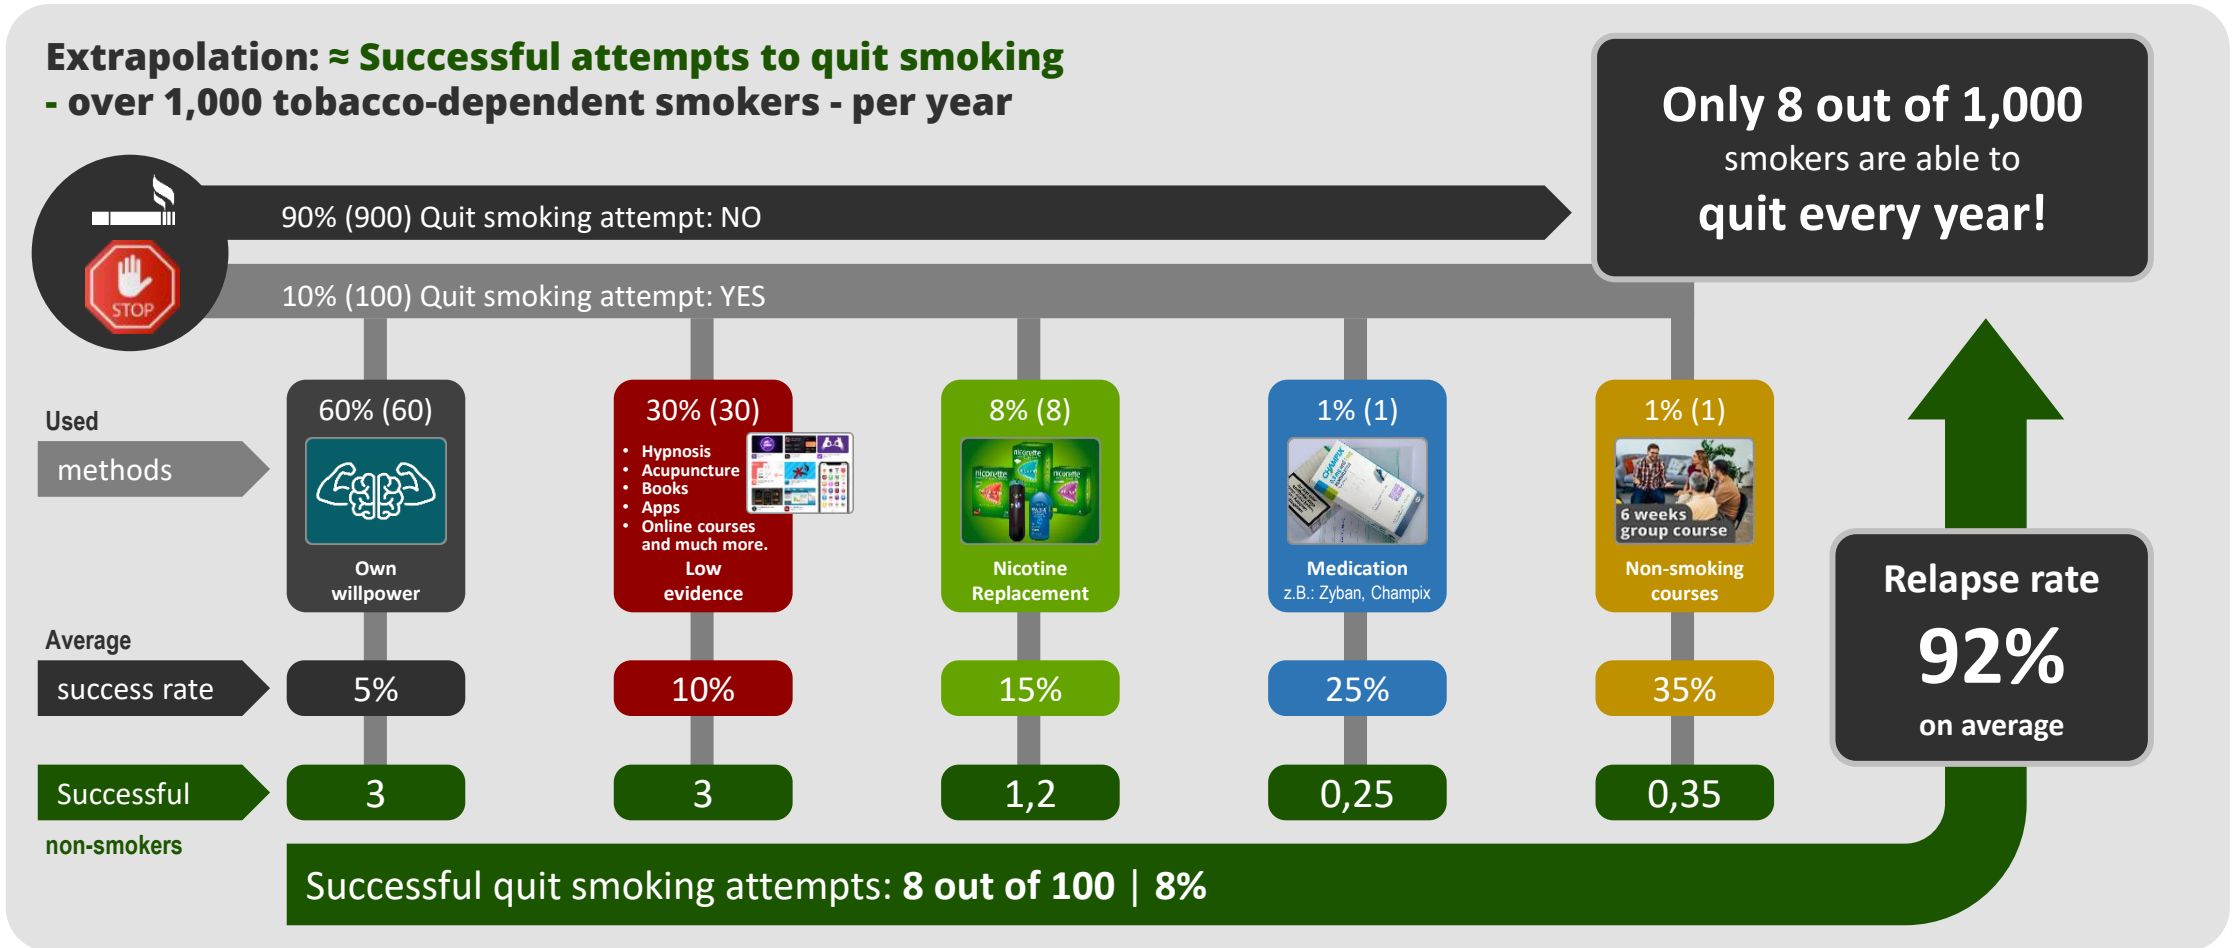 Extrapolation: ≈ Successful attempts to quit smoking
- over 1,000 tobacco-dependent smokers - per year
Only 8 out of 1,000
smokers are able to
quit every year!
90% (900) Quit smoking attempt: NO
10% (100) Quit smoking attempt: YES
STOP
Used
methods
60% (60)
Own
willpower
30% (30)
• Hypnosis
• Acupuncture
• Books
• Apps
• Online courses
and much more.
Low
evidence
8% (8)
nicorette
nicorette
nicorette
Nicotine
Replacement
1% (1)
CHAMPIX
Medication
z.B.: Zyban, Champix
1% (1)
6 weeks
group course
Non-smoking
courses
Average
success rate
5%
10%
15%
25%
35%
Successful
non-smokers
3
3
1,2
0,25
0,35
Relapse rate
92%
on average
Successful quit smoking attempts: 8 out of 100 | 8%